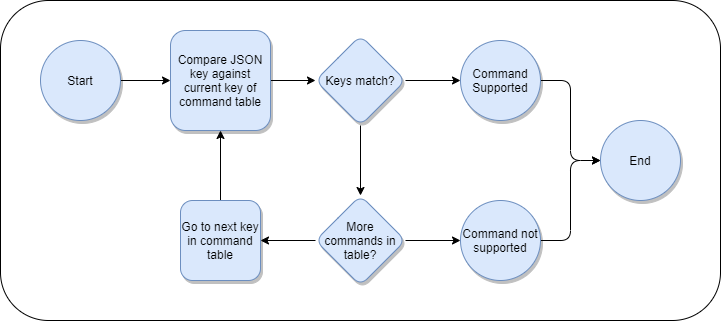 Start
Compare JSON
key against
current key of
command table
Keys match?
Command
Supported
End
Go to next key
in command
table
More
commands in
table?
Command not
supported